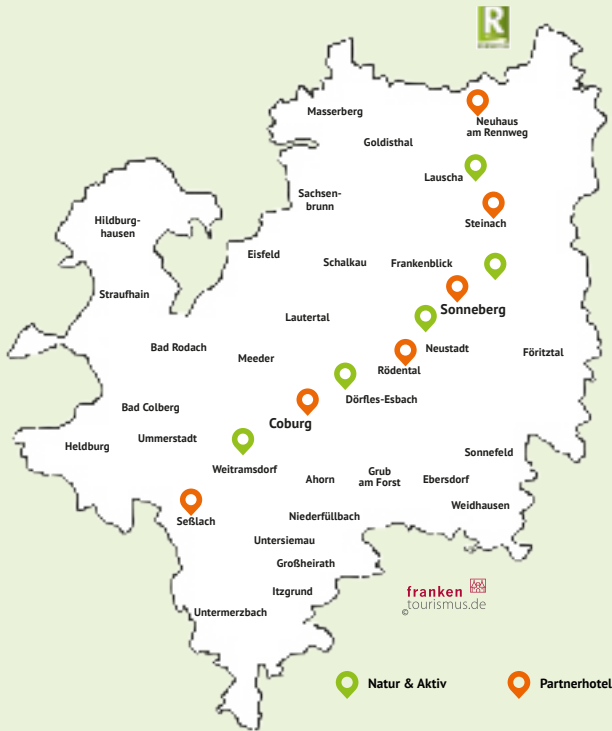 R
Masserberg
Neuhaus
am Rennweg
Goldisthal
Lauscha
Sachsen-
brunn
Steinach
Hildburg-
hausen
Eisfeld
Schalkau
Frankenblick
Straufhain
Sonneberg
Lautertal
Bad Rodach
Meeder
Neustadt
Föritztal
Rödental
Dörfles-Esbach
Bad Colberg
Coburg
Ummerstadt
Heldburg
Weitramsdorf
Sonnefeld
Ahorn
Grub
am Forst
Ebersdorf
Weidhausen
Seßlach
Niederfüllbach
Untersiemau
Großheirath
Itzgrund
Untermerzbach
franken
©tourismus.de
Natur & Aktiv
Partnerhotel